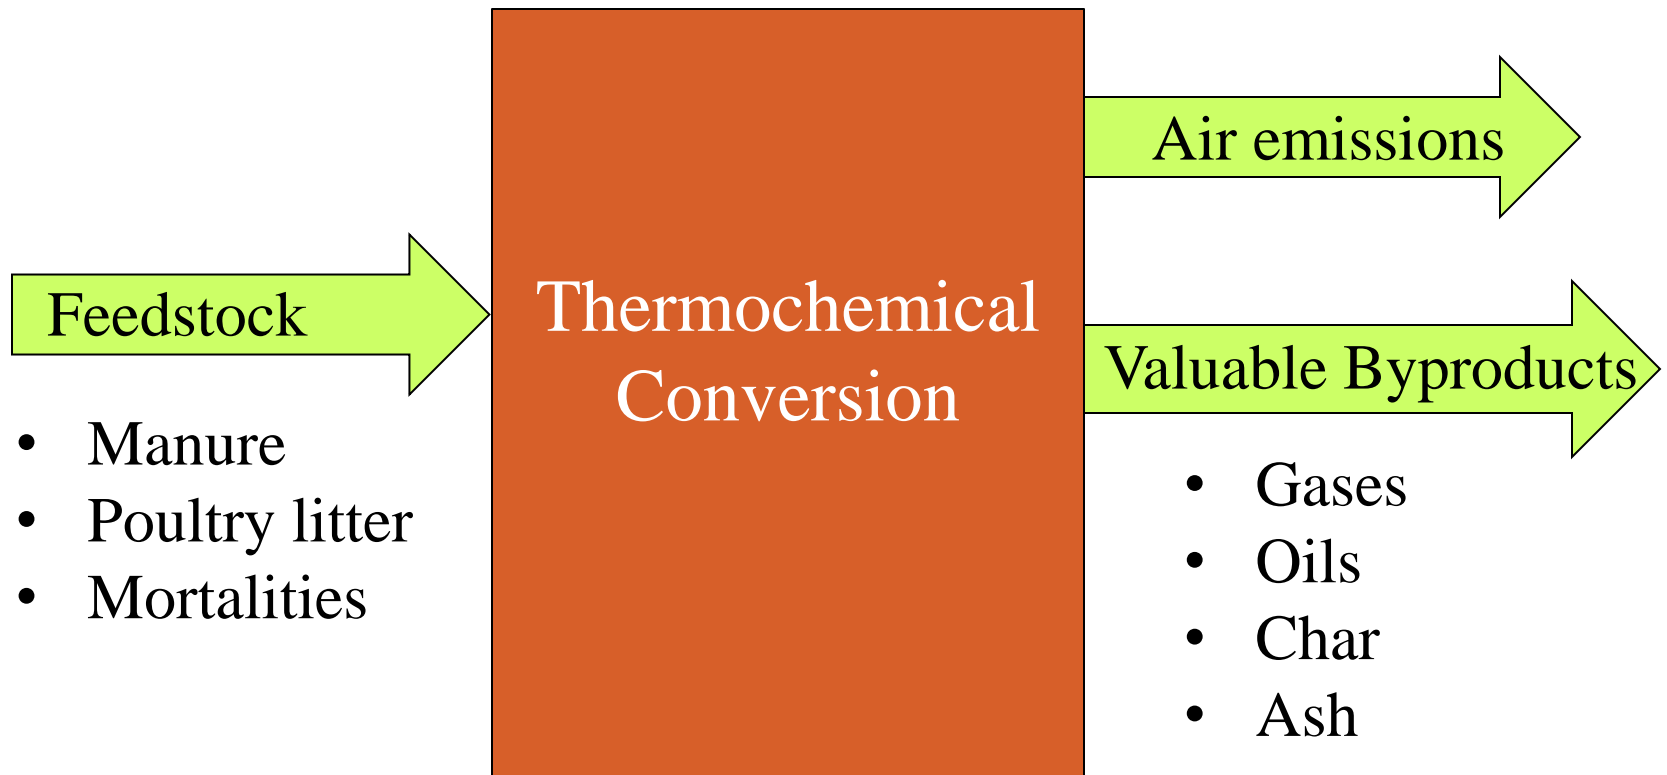 Feedstock
• Manure
• Poultry litter
• Mortalities
Thermochemical
Conversion
Air emissions
Valuable Byproducts
• Gases
• Oils
• Char
• Ash